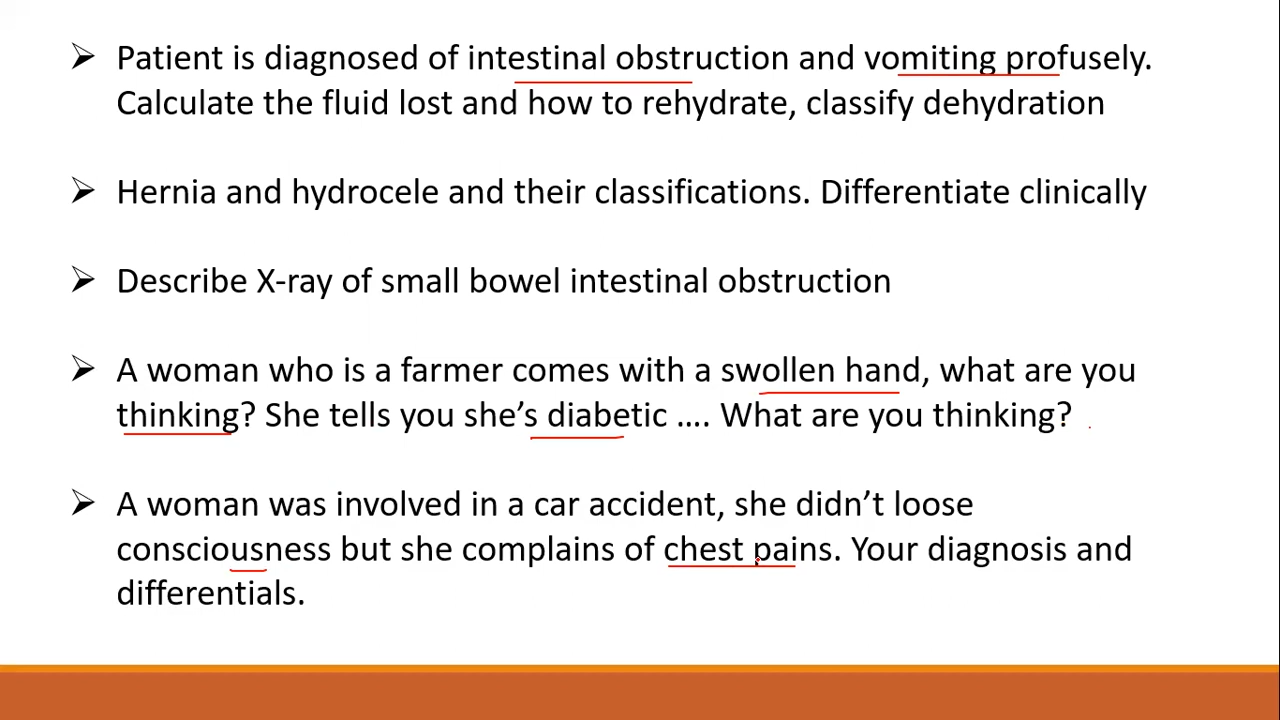 ➢ Patient is diagnosed of intestinal obstruction and vomiting profusely.
Calculate the fluid lost and how to rehydrate, classify dehydration
➢ Hernia and hydrocele and their classifications. Differentiate clinically
➢ Describe X-ray of small bowel intestinal obstruction
➢ A woman who is a farmer comes with a swollen hand, what are you
thinking? She tells you she’s diabetic .... What are you thinking?
➢ A woman was involved in a car accident, she didn’t loose
consciousness but she complains of chest pains. Your diagnosis and
differentials.